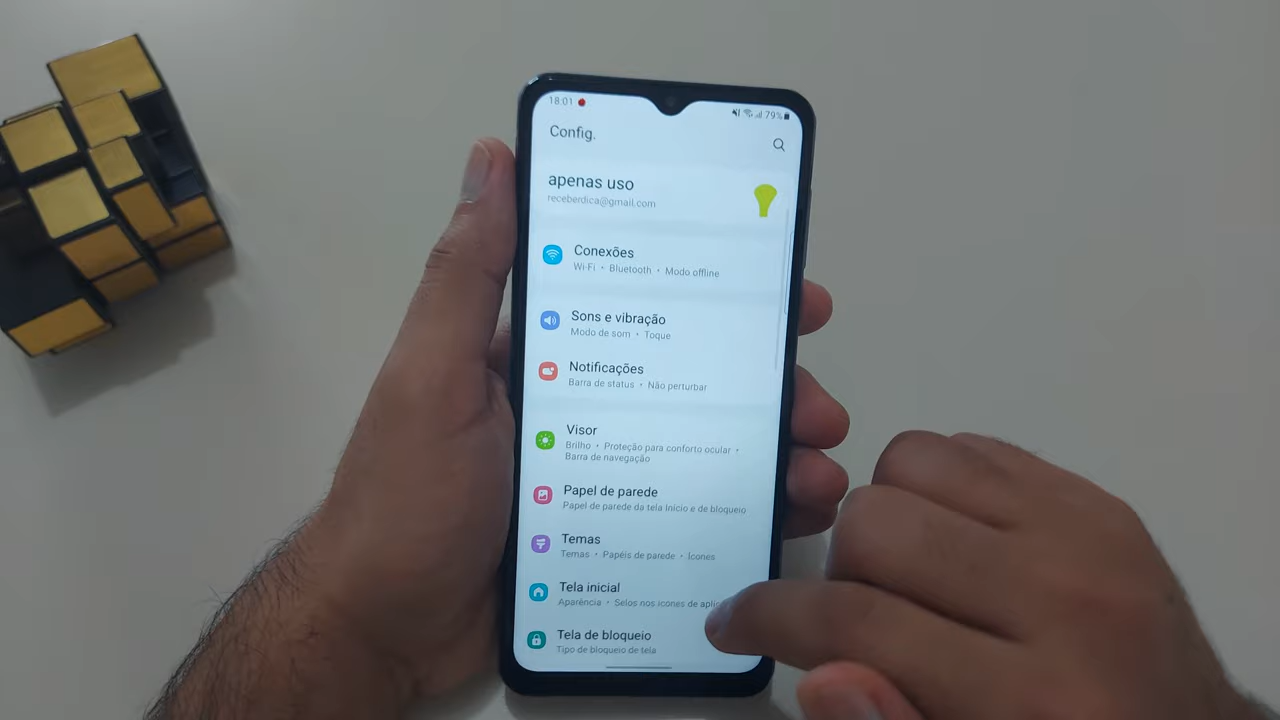 18:01
79%
Config.
apenas uso
receberdica@gmail.com
Conexões
Wi-Fi • Bluetooth • Modo offline
Sons e vibração
Modo de som • Toque
Notificações
Barra de status • Não perturbar
Visor
Brilho • Proteção para conforto ocular •
Barra de navegação
Papel de parede
Papel de parede da tela Início e de bloqueio
Temas
Temas • Papéis de parede • Ícones
Tela inicial
Aparência • Selos nos ícones de
Tela de bloqueio
Tipo de bloqueio de tela